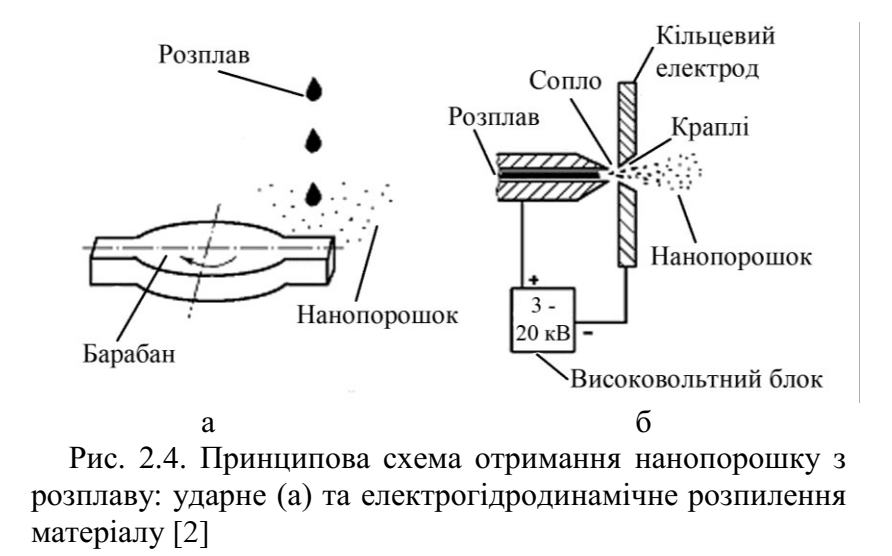 Розплав
Нанопорошок
Барабан
Кільцевий
електрод
Сопло
Розплав
Краплі
Нанопорошок
+
3 -
20 кВ
-
Високовольтний блок
а
б
Рис. 2.4. Принципова схема отримання нанопорошку з
розплаву: ударне (а) та електрогідродинамічне розпилення
матеріалу [2]